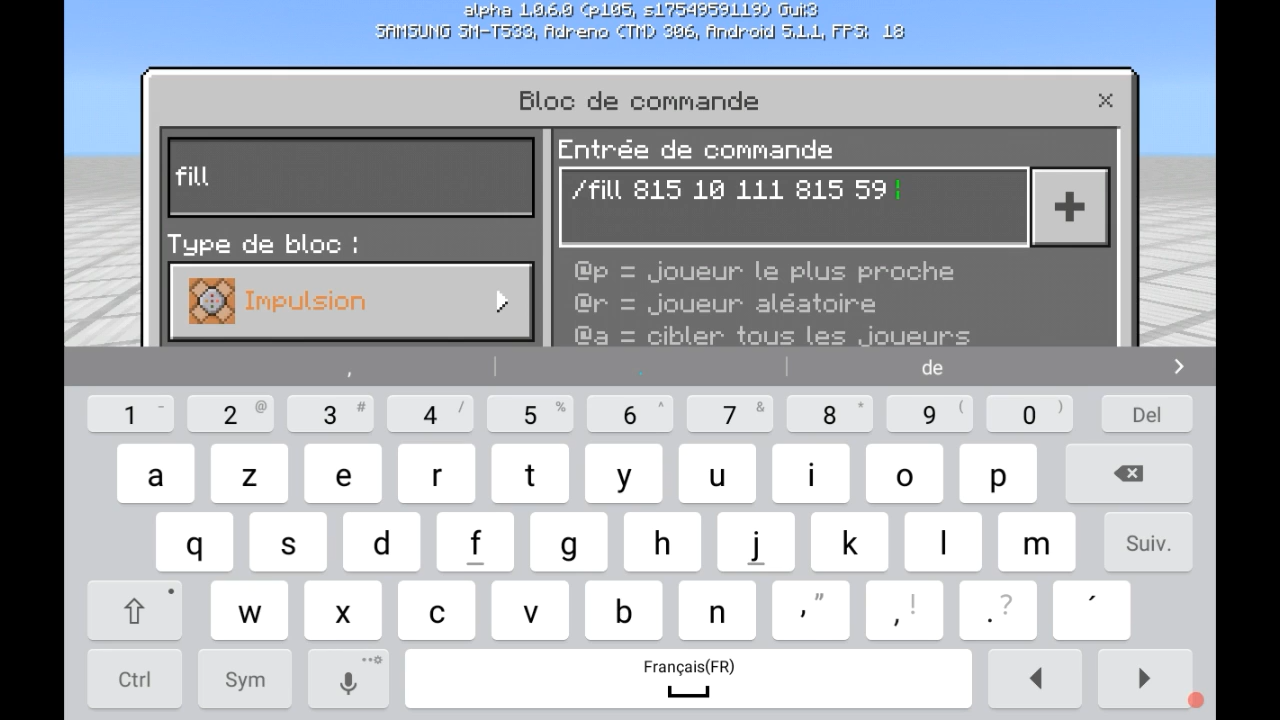 alpha 1.0.6.0 (p105, s1754959119) Gui:3
SAMSUNG SM-T533, Adreno (TM) 306, Android 5.1.1, FPS: 18
Bloc de commande
fill
Entrée de commande
/fill 815 10 111 815 59
+
Type de bloc :
Impulsion
@p = joueur le plus proche
@r = joueur aléatoire
@a = cibler tous les joueurs
, . de
1 - 2 @ 3 # 4 / 5 % 6 ^ 7 & 8 * 9 ( 0 ) Del
a z e r t y u i o p
q s d f g h j k l m Suiv.
w x c v b n ' " , ! . ? ´
Ctrl Sym Français(FR)